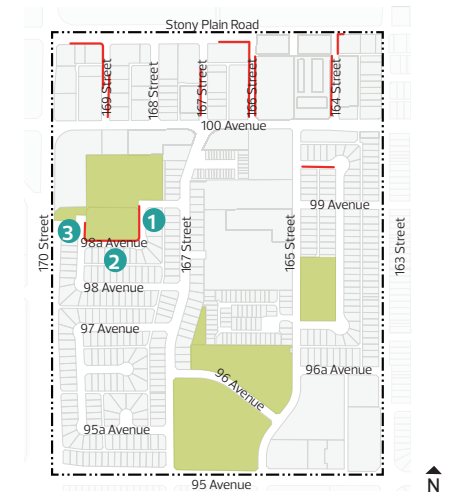 Stony Plain Road
169 Street
168 Street
167 Street
166 Street
164 Street
100 Avenue
99 Avenue
1
3
98a Avenue
2
170 Street
167 Street
165 Street
163 Street
98 Avenue
97 Avenue
96 Avenue
96a Avenue
95a Avenue
95 Avenue
N